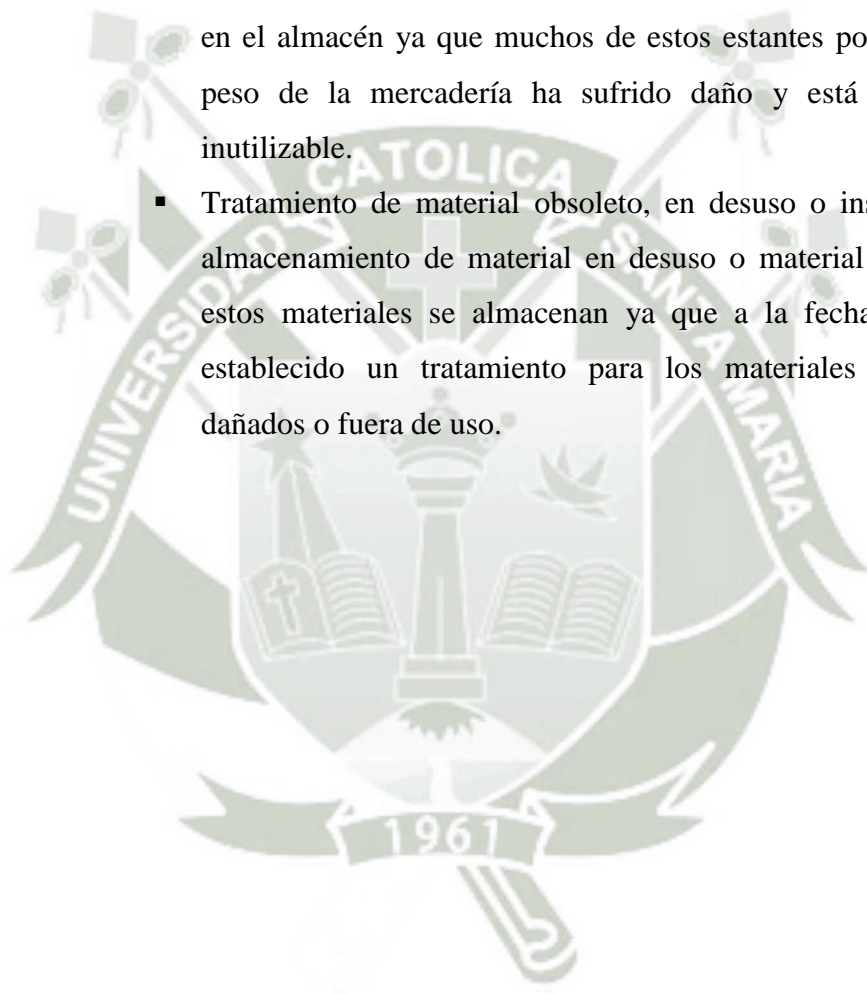 en el almacén ya que muchos de estos estantes po
peso de la mercadería ha sufrido daño y está
inutilizable.
▪ Tratamiento de material obsoleto, en desuso o ins
almacenamiento de material en desuso o material
estos materiales se almacenan ya que a la fecha
establecido un tratamiento para los materiales
dañados o fuera de uso.
UNIVERSIDAD CATOLICA SANTA MARIA
1961